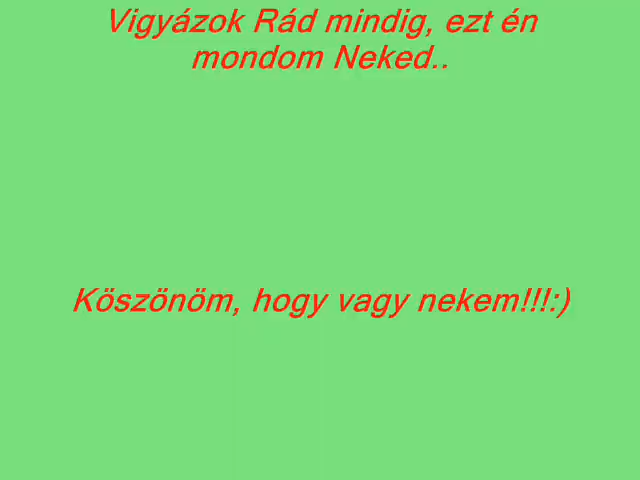 Vigyázok Rád mindig, ezt én
mondom Neked..
Köszönöm, hogy vagy nekem!!!:)